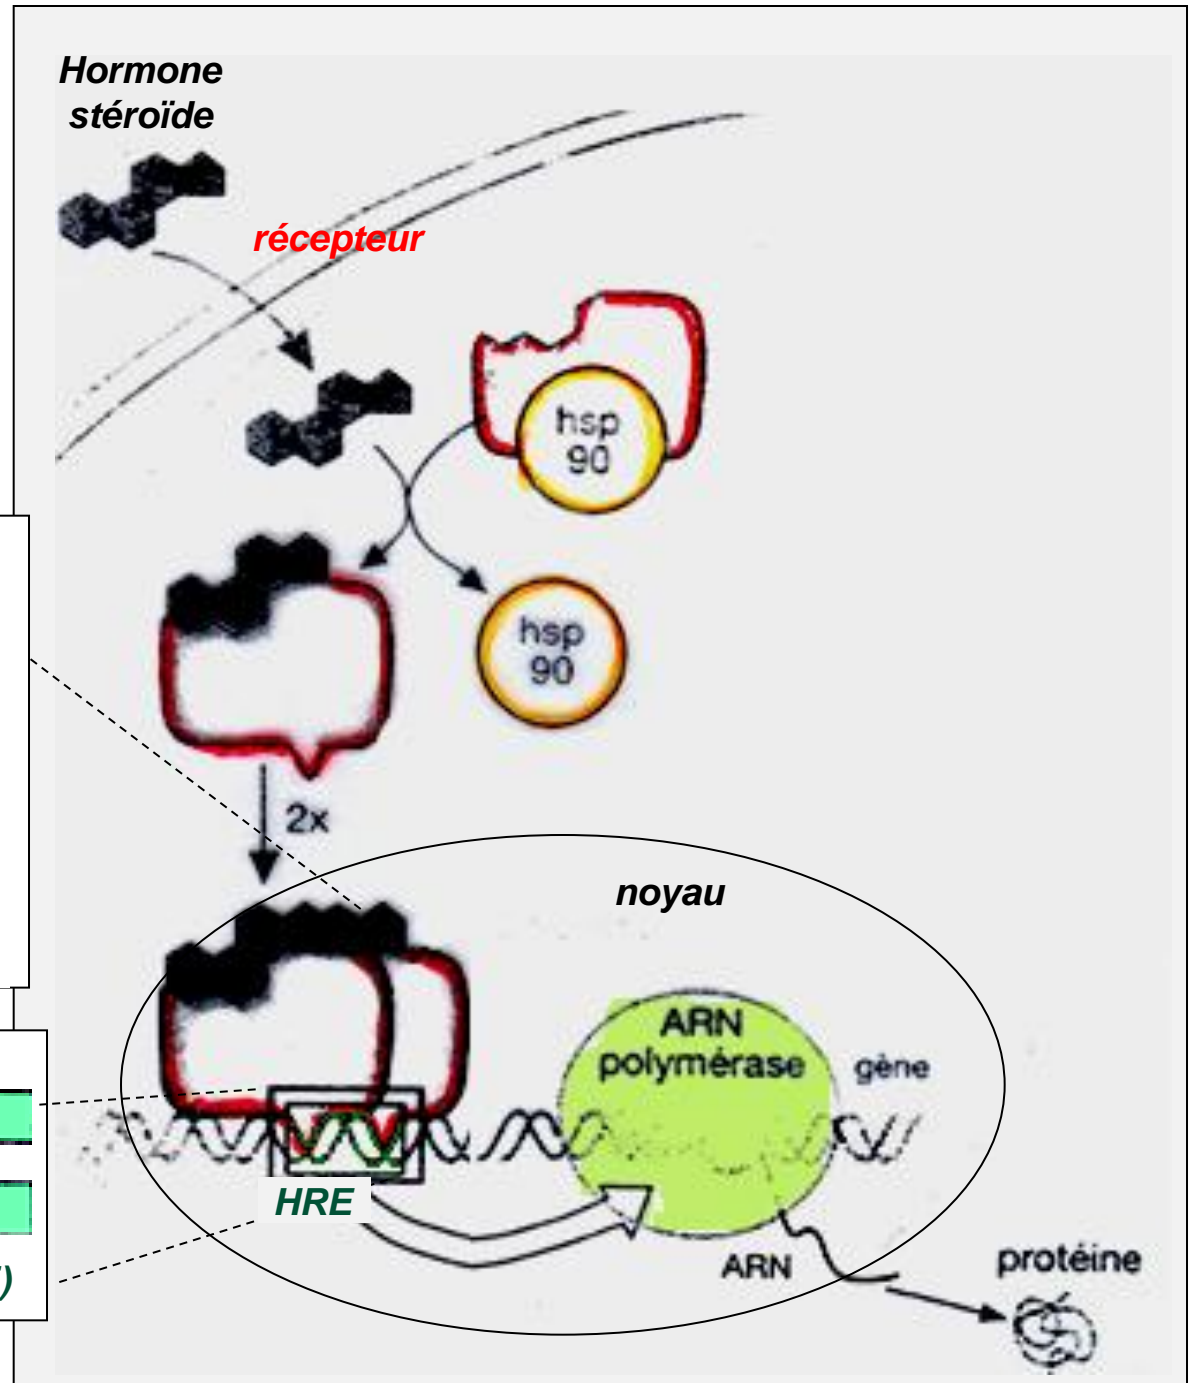 Hormone
stéroïde
récepteur
hsp
90
hsp
90
2x
noyau
ARN
polymérase
gène
HRE
)
ARN
protéine